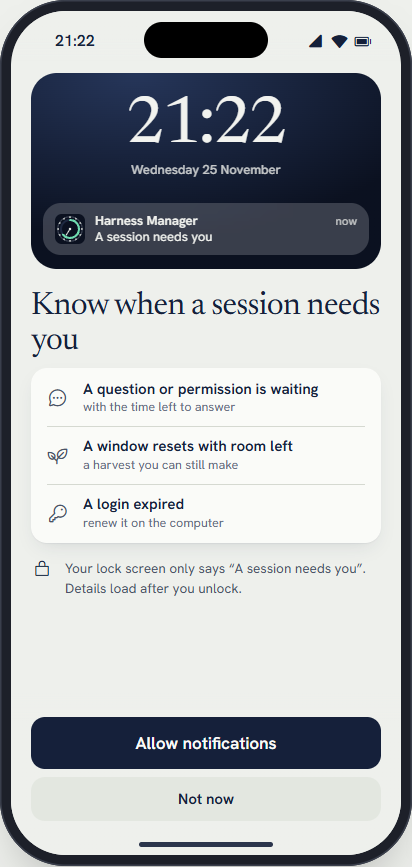 21:22
21:22
Wednesday 25 November
Harness Manager
now
A session needs you
Know when a session needs
you
A question or permission is waiting
with the time left to answer
A window resets with room left
a harvest you can still make
A login expired
renew it on the computer
Your lock screen only says “A session needs you”.
Details load after you unlock.
Allow notifications
Not now